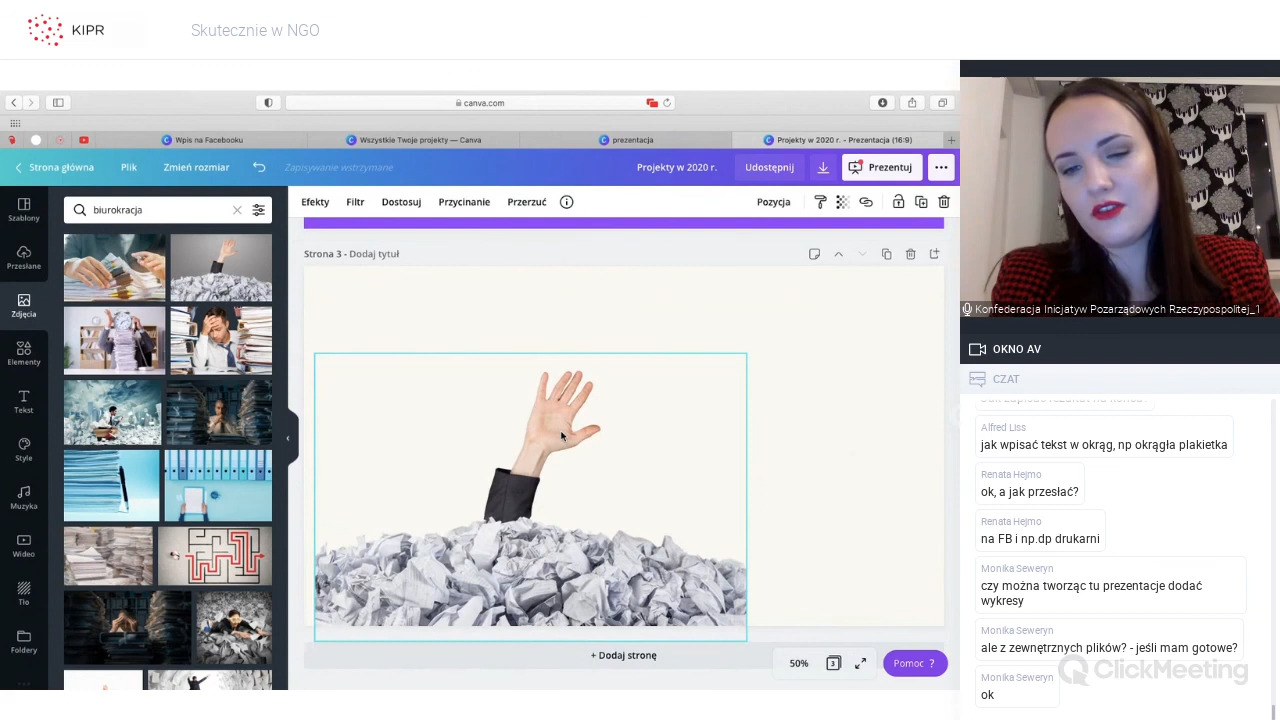 KIPR
Skutecznie w NGO
canva.com
Wpis na Facebooku
Wszystkie Twoje projekty — Canva
prezentacja
Projekty w 2020 r. - Prezentacja (16:9)
Strona główna
Plik
Zmień rozmiar
Zapisywanie wstrzymane
Projekty w 2020 r.
Udostępnij
Prezentuj
Szablony
Przesłane
Zdjęcia
Elementy
Tekst
Style
Muzyka
Wideo
Tło
Foldery
biurokracja
Efekty
Filtr
Dostosuj
Przycinanie
Przerzuć
Pozycja
Strona 3 - Dodaj tytuł
+ Dodaj stronę
50%
3
Pomoc ?
Konfederacja Inicjatyw Pozarządowych Rzeczypospolitej_1
OKNO AV
CZAT
Alfred Liss
jak wpisać tekst w okrąg, np okrągła plakietka
Renata Hejmo
ok, a jak przesłać?
Renata Hejmo
na FB i np.dp drukarni
Monika Seweryn
czy można tworząc tu prezentacje dodać
wykresy
Monika Seweryn
ale z zewnętrznych plików? - jeśli mam gotowe?
Monika Seweryn
ok
ClickMeeting